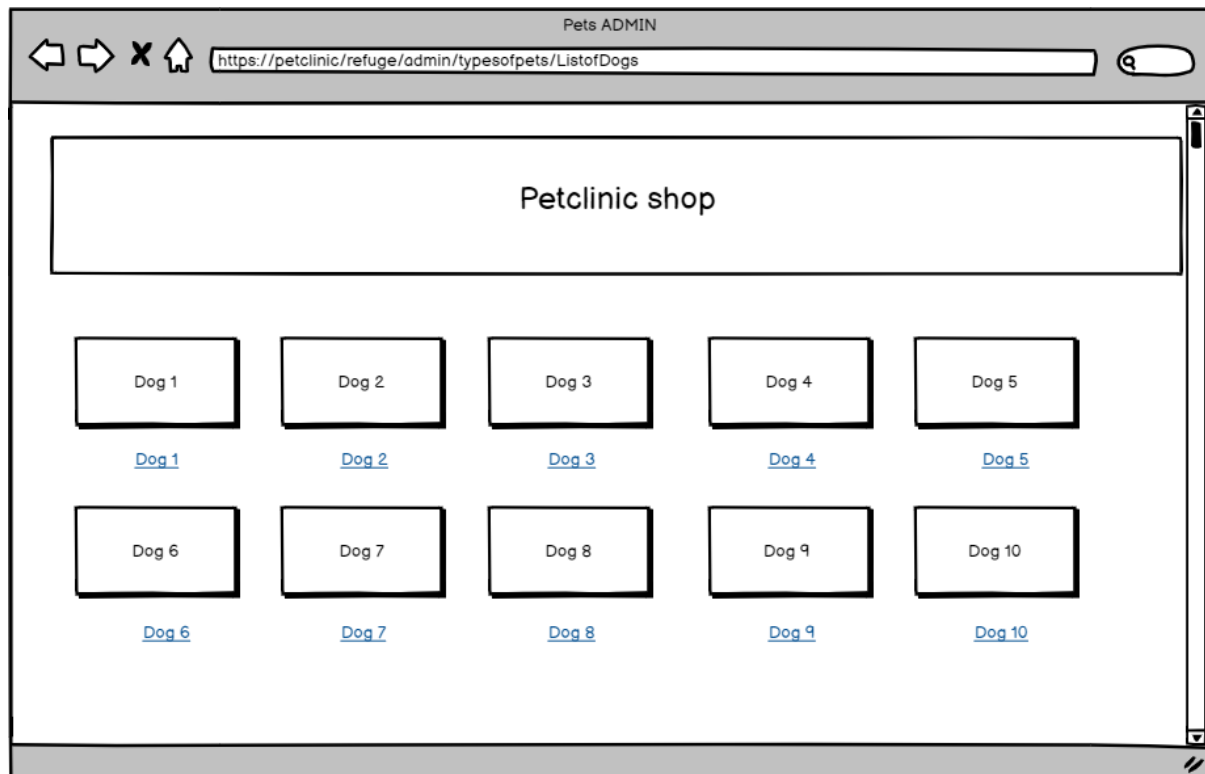 Pets ADMIN
https://petclinic/refuge/admin/typesofpets/ListofDogs
Petclinic shop
Dog 1 Dog 2 Dog 3 Dog 4 Dog 5
Dog 1 Dog 2 Dog 3 Dog 4 Dog 5
Dog 6 Dog 7 Dog 8 Dog 9 Dog 10
Dog 6 Dog 7 Dog 8 Dog 9 Dog 10